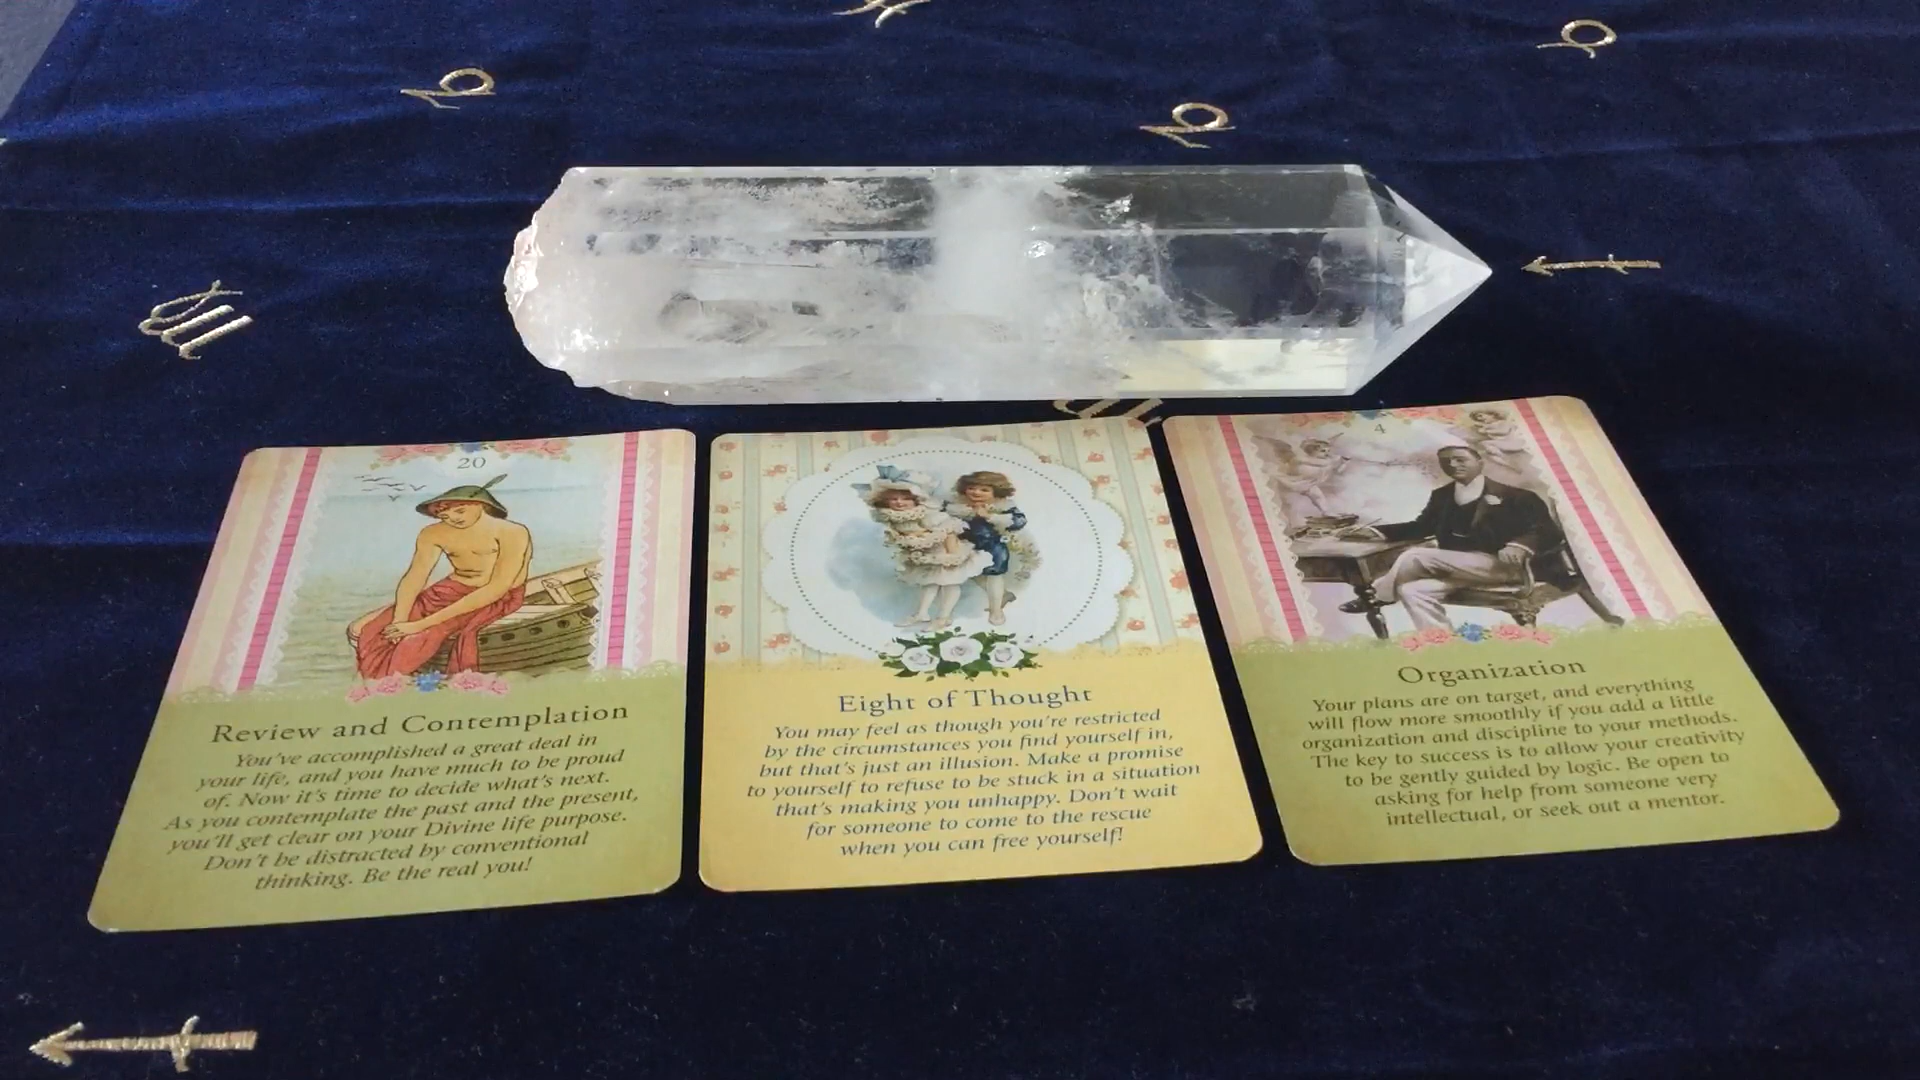 20
Review and Contemplation
You've accomplished a great deal in
your life, and you have much to be proud
of. Now it's time to decide what's next.
As you contemplate the past and the present,
you'll get clear on your Divine life purpose.
Don't be distracted by conventional
thinking. Be the real you!
Eight of Thought
You may feel as though you're restricted
by the circumstances you find yourself in,
but that's just an illusion. Make a promise
to yourself to refuse to be stuck in a situation
that's making you unhappy. Don't wait
for someone to come to the rescue
when you can free yourself!
4
Organization
Your plans are on target, and everything
will flow more smoothly if you add a little
organization and discipline to your methods.
The key to success is to allow your creativity
to be gently guided by logic. Be open to
asking for help from someone very
intellectual, or seek out a mentor.